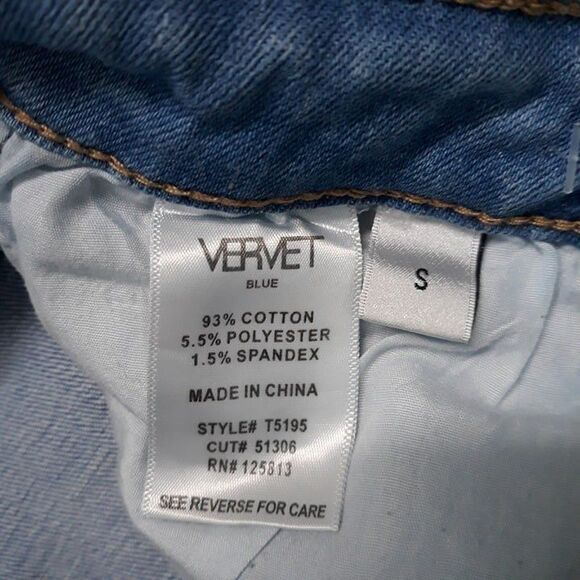 VERVET
BLUE
93% COTTON
5.5% POLYESTER
1.5% SPANDEX
MADE IN CHINA
STYLE# T5195
CUT# 51306
RN# 125813
SEE REVERSE FOR CARE
S